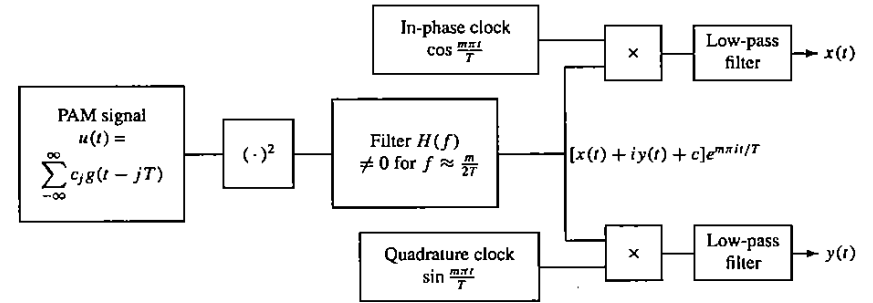 In-phase clock
cos mπt/T
×
Low-pass
filter
x(t)
PAM signal
u(t) =
∞
∑ c_j g(t − jT)
−∞
(·)²
Filter H(f)
≠ 0 for f ≈ m/2T
[x(t) + iy(t) + c]e^{mπit/T}
Quadrature clock
sin mπt/T
×
Low-pass
filter
y(t)